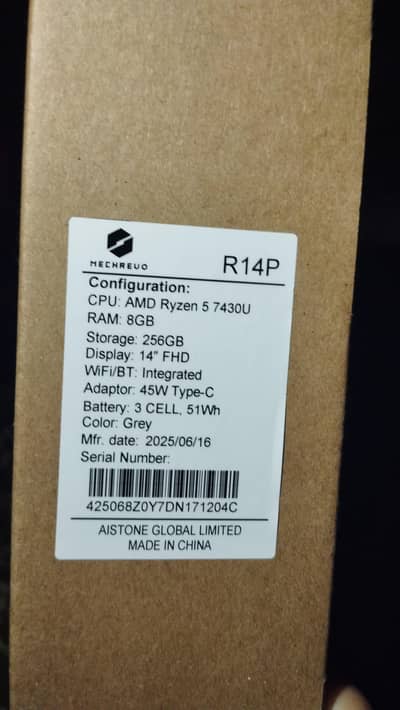 MECHREVO
R14P
Configuration:
CPU: AMD Ryzen 5 7430U
RAM: 8GB
Storage: 256GB
Display: 14" FHD
WiFi/BT: Integrated
Adaptor: 45W Type-C
Battery: 3 CELL, 51Wh
Color: Grey
Mfr. date: 2025/06/16
Serial Number:
425068Z0Y7DN171204C
AISTONE GLOBAL LIMITED
MADE IN CHINA